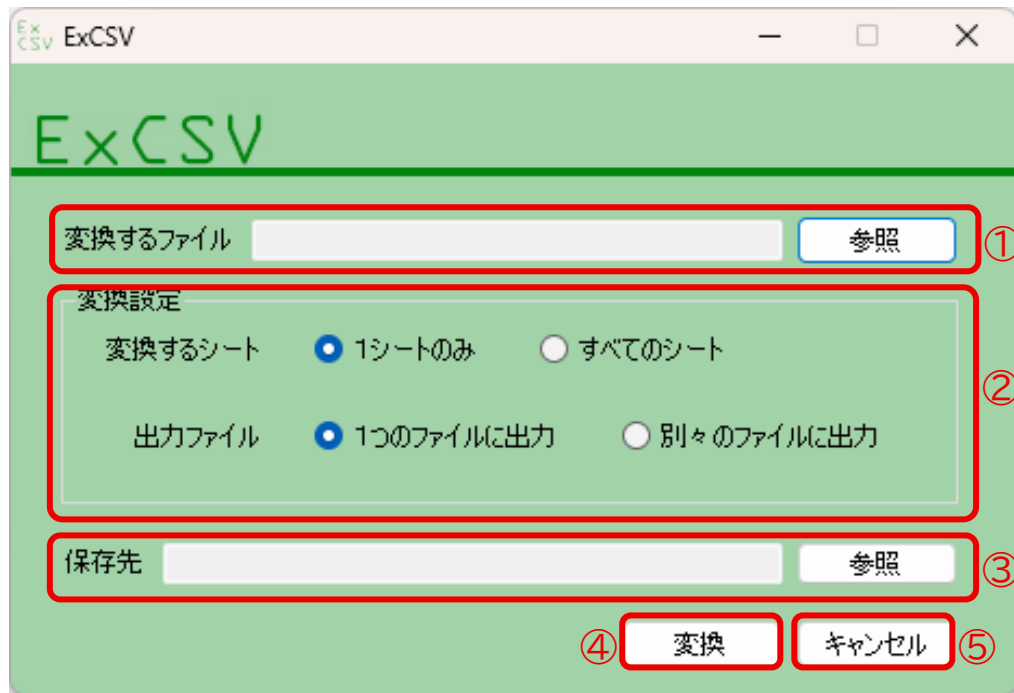 Ex
CSV ExCSV
ExCSV
変換するファイル 参照 ①
変換設定
変換するシート 1シートのみ すべてのシート
②
出力ファイル 1つのファイルに出力 別々のファイルに出力
保存先 参照 ③
④ 変換 キャンセル ⑤